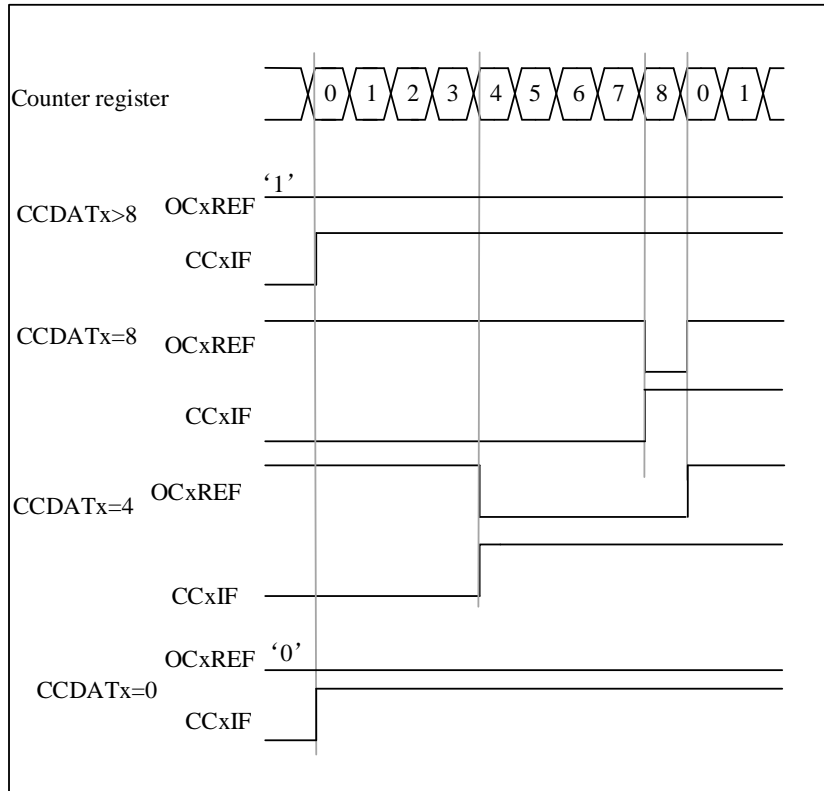 Counter register 0 1 2 3 4 5 6 7 8 0 1
‘1’
CCDATx>8 OCxREF
CCxIF
CCDATx=8 OCxREF
CCxIF
CCDATx=4 OCxREF
CCxIF
OCxREF ‘0’
CCDATx=0
CCxIF